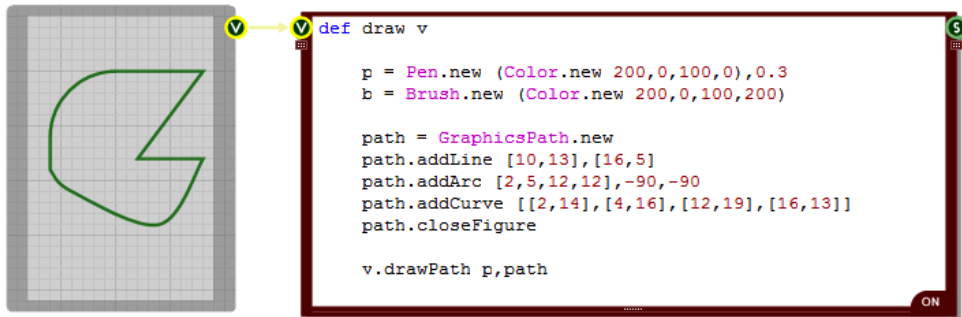 V
V
def draw v
S
p = Pen.new (Color.new 200,0,100,0),0.3
b = Brush.new (Color.new 200,0,100,200)
path = GraphicsPath.new
path.addLine [10,13],[16,5]
path.addArc [2,5,12,12],-90,-90
path.addCurve [[2,14],[4,16],[12,19],[16,13]]
path.closeFigure
v.drawPath p,path
ON